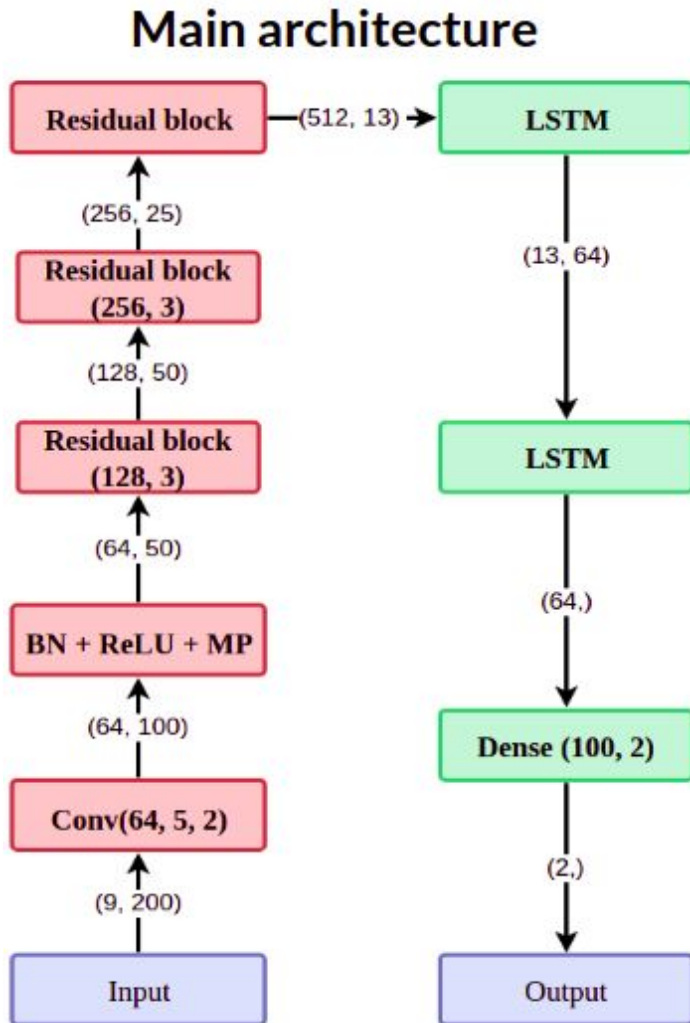 Main architecture
Residual block
(512, 13)
LSTM
(256, 25)
(13, 64)
Residual block
(256, 3)
(128, 50)
Residual block
(128, 3)
LSTM
(64, 50)
(64,)
BN + ReLU + MP
(64, 100)
Dense (100, 2)
Conv(64, 5, 2)
(2,)
(9, 200)
Input
Output